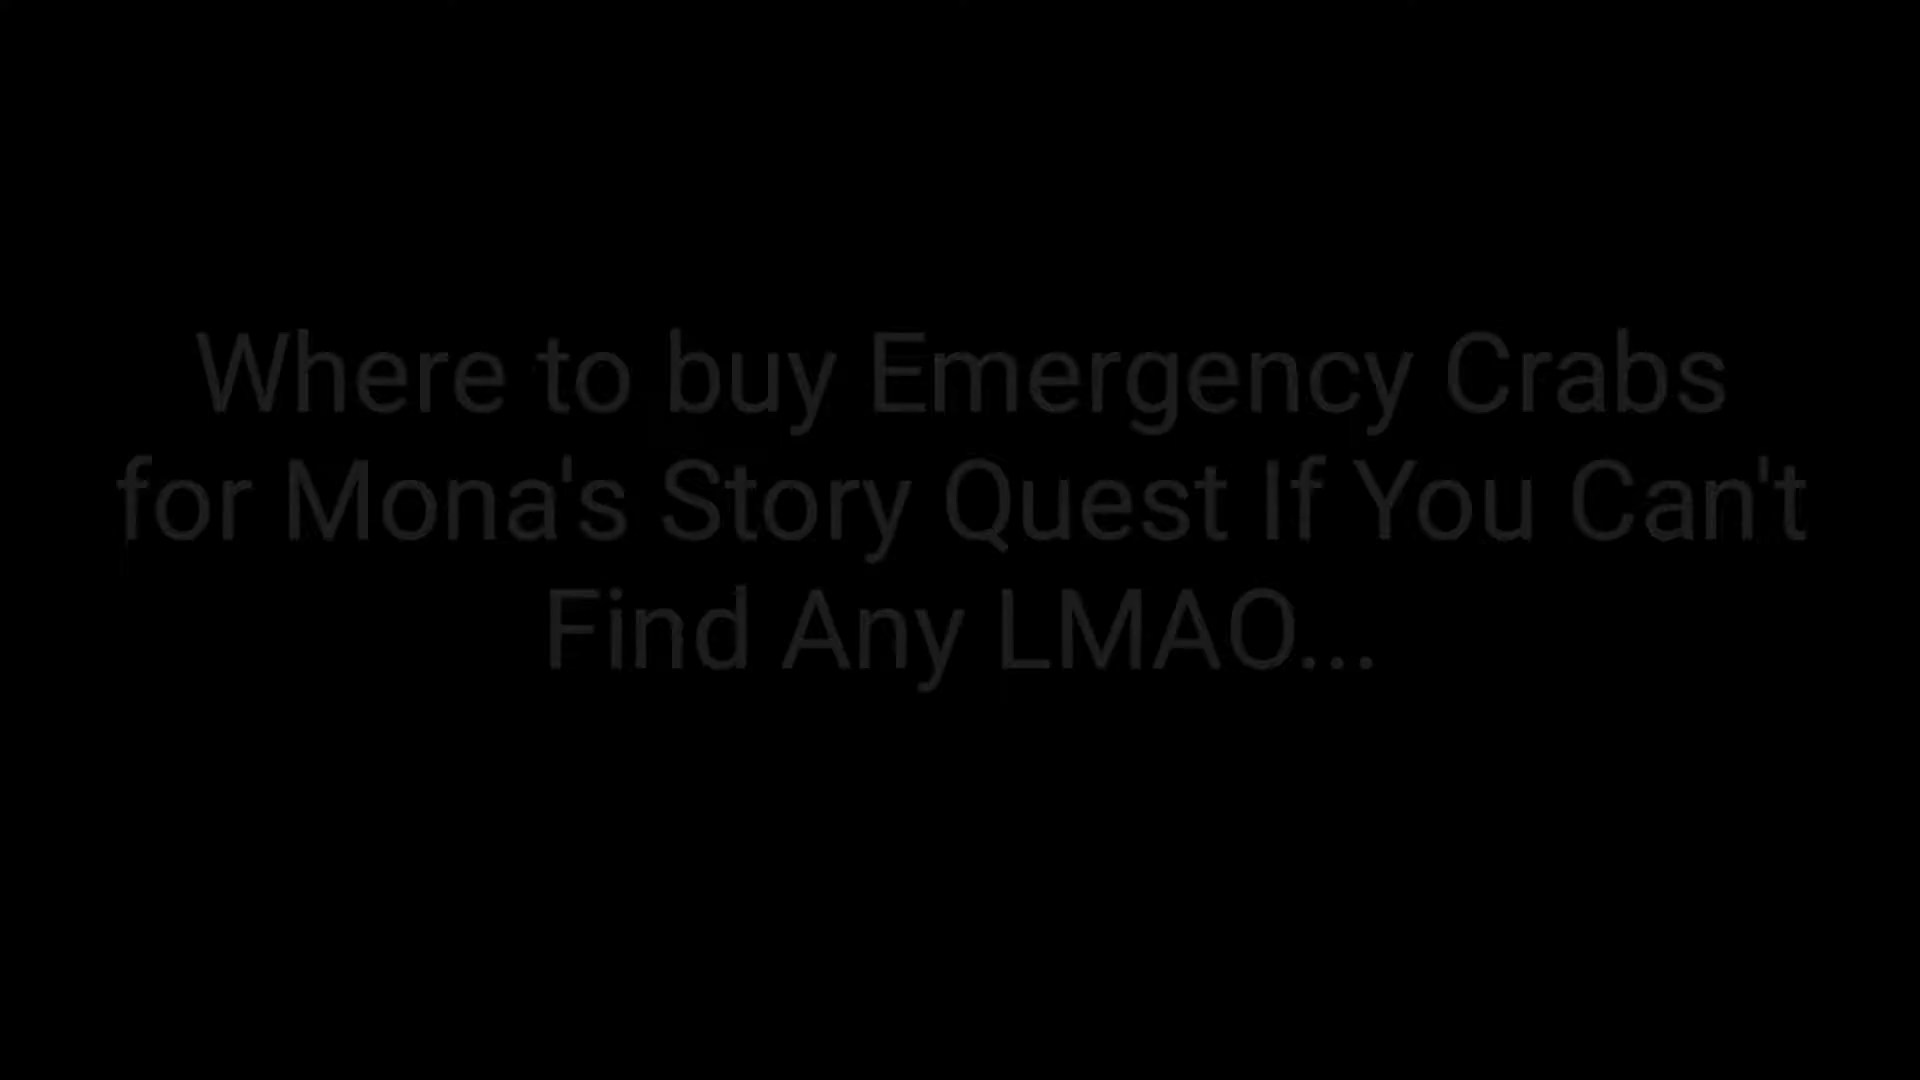 Where to buy Emergency Crabs
for Mona's Story Quest If You Can't
Find Any LMAO...